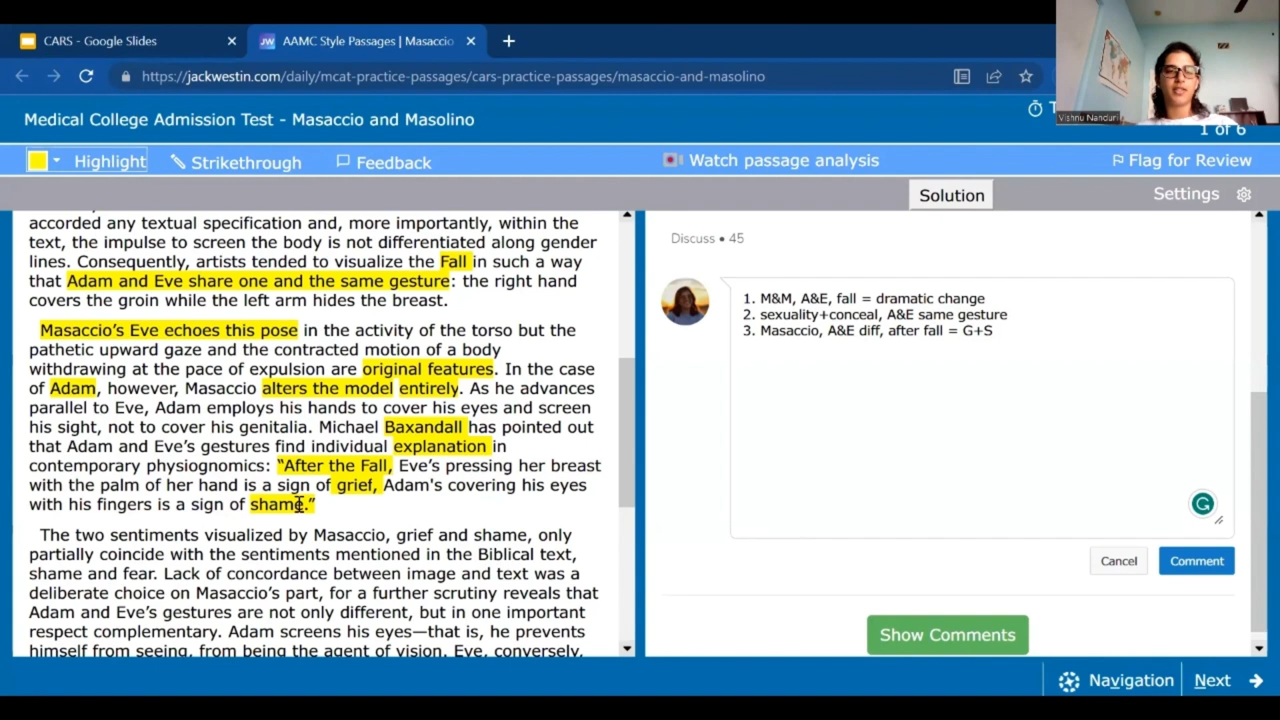 CARS - Google Slides
AAMC Style Passages | Masaccio
https://jackwestin.com/daily/mcat-practice-passages/cars-practice-passages/masaccio-and-masolino
Vishnu Nanduri
Medical College Admission Test - Masaccio and Masolino
1 of 6
Highlight
Strikethrough
Feedback
Watch passage analysis
Flag for Review
Solution
Settings
accorded any textual specification and, more importantly, within the
text, the impulse to screen the body is not differentiated along gender
lines. Consequently, artists tended to visualize the Fall in such a way
that Adam and Eve share one and the same gesture: the right hand
covers the groin while the left arm hides the breast.
Masaccio's Eve echoes this pose in the activity of the torso but the
pathetic upward gaze and the contracted motion of a body
withdrawing at the pace of expulsion are original features. In the case
of Adam, however, Masaccio alters the model entirely. As he advances
parallel to Eve, Adam employs his hands to cover his eyes and screen
his sight, not to cover his genitalia. Michael Baxandall has pointed out
that Adam and Eve's gestures find individual explanation in
contemporary physiognomics: "After the Fall, Eve's pressing her breast
with the palm of her hand is a sign of grief, Adam's covering his eyes
with his fingers is a sign of shame."
The two sentiments visualized by Masaccio, grief and shame, only
partially coincide with the sentiments mentioned in the Biblical text,
shame and fear. Lack of concordance between image and text was a
deliberate choice on Masaccio's part, for a further scrutiny reveals that
Adam and Eve's gestures are not only different, but in one important
respect complementary. Adam screens his eyes—that is, he prevents
himself from seeing, from being the agent of vision. Eve, conversely,
Discuss • 45
1. M&M, A&E, fall = dramatic change
2. sexuality+conceal, A&E same gesture
3. Masaccio, A&E diff, after fall = G+S
Cancel
Comment
Show Comments
Navigation
Next